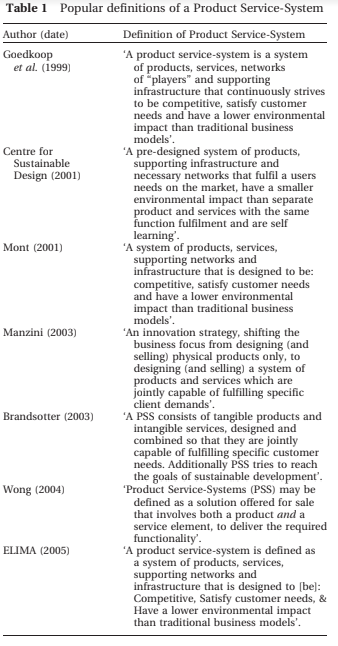 Table 1 Popular definitions of a Product Service-System
Author (date) Definition of Product Service-System
Goedkoop 'A product service-system is a system
et al. (1999) of products, services, networks
of "players" and supporting
infrastructure that continuously strives
to be competitive, satisfy customer
needs and have a lower environmental
impact than traditional business
models'.
Centre for 'A pre-designed system of products,
Sustainable supporting infrastructure and
Design (2001) necessary networks that fulfil a users
needs on the market, have a smaller
environmental impact than separate
product and services with the same
function fulfilment and are self
learning'.
Mont (2001) 'A system of products, services,
supporting networks and
infrastructure that is designed to be:
competitive, satisfy customer needs
and have a lower environmental
impact than traditional business
models'.
Manzini (2003) 'An innovation strategy, shifting the
business focus from designing (and
selling) physical products only, to
designing (and selling) a system of
products and services which are
jointly capable of fulfilling specific
client demands'.
Brandsotter (2003) 'A PSS consists of tangible products and
intangible services, designed and
combined so that they are jointly
capable of fulfilling specific customer
needs. Additionally PSS tries to reach
the goals of sustainable development'.
Wong (2004) 'Product Service-Systems (PSS) may be
defined as a solution offered for sale
that involves both a product and a
service element, to deliver the required
functionality'.
ELIMA (2005) 'A product service-system is defined as
a system of products, services,
supporting networks and
infrastructure that is designed to [be]:
Competitive, Satisfy customer needs, &
Have a lower environmental impact
than traditional business models'.